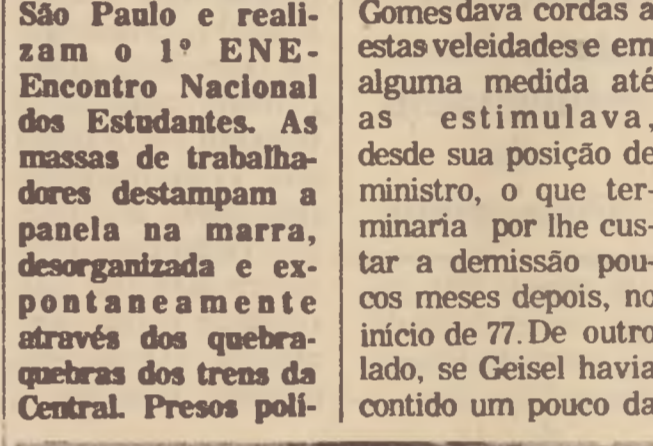 São Paulo e reali-
zam o 1º ENE-
Encontro Nacional
dos Estudantes. As
massas de trabalha-
dores destampam a
panela na marra,
desorganizada e ex-
pontaneamente
através dos quebra-
quebras dos trens da
Central. Presos polí-
Gomes dava cordas a
estas veleidades e em
alguma medida até
as estimulava,
desde sua posição de
ministro, o que ter-
minaria por lhe cus-
tar a demissão pou-
cos meses depois, no
início de 77. De outro
lado, se Geisel havia
contido um pouco da